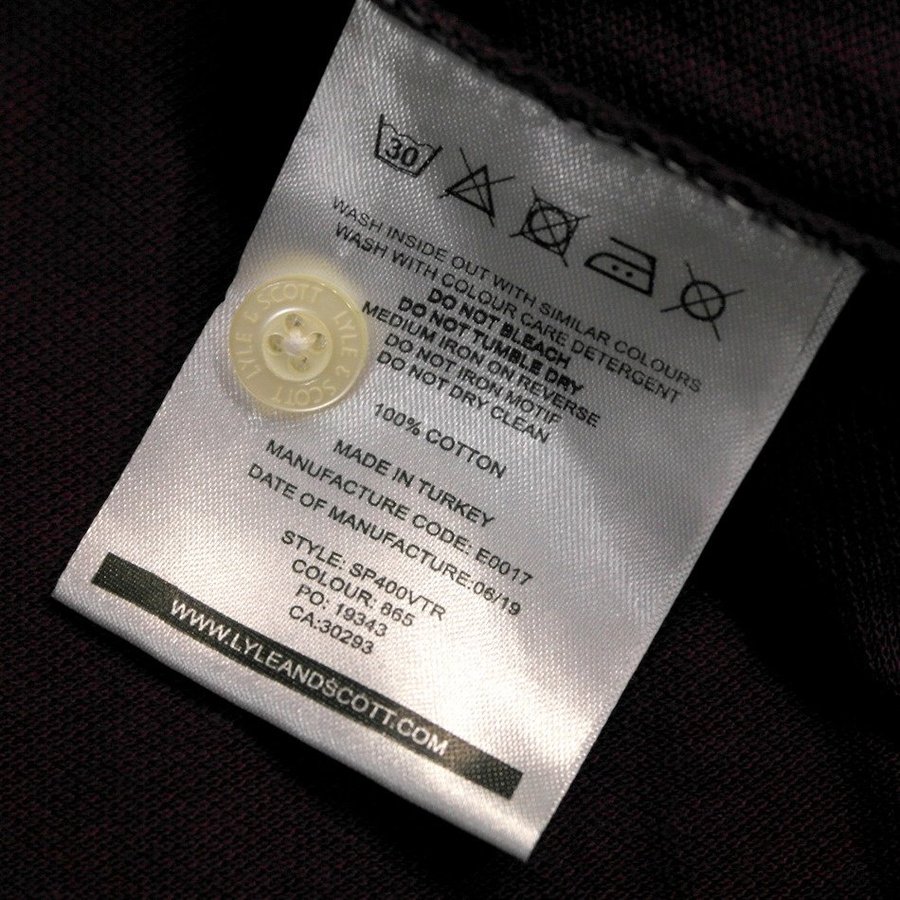 30
WASH INSIDE OUT WITH SIMILAR COLOURS
WASH WITH COLOUR CARE DETERGENT
DO NOT BLEACH
DO NOT TUMBLE DRY
MEDIUM IRON ON REVERSE
DO NOT IRON MOTIF
DO NOT DRY CLEAN
LYLE & SCOTT LYLE & SCOTT
100% COTTON
MADE IN TURKEY
MANUFACTURE CODE: E0017
DATE OF MANUFACTURE:06/19
STYLE: SP400VTR
COLOUR: 865
PO: 19343
CA:30293
WWW.LYLEANDSCOTT.COM